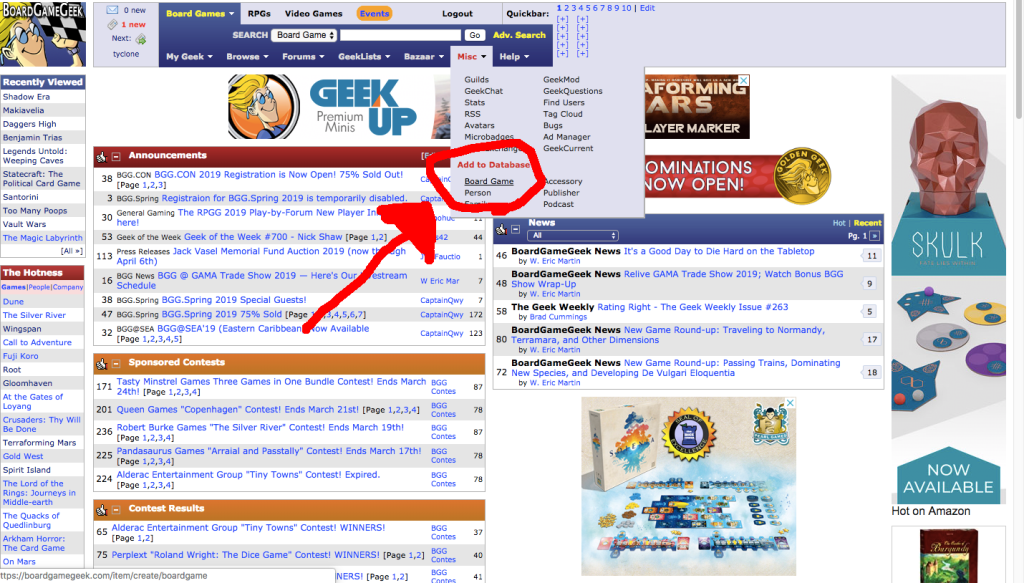 BOARDGAMEGEEK
0 new
1 new
Next:
tyclone
Board Games
RPGs
Video Games
Events
Logout
Quickbar:
1 2 3 4 5 6 7 8 9 10 | Edit
[+] [+]
[+] [+]
[+] [+]
[+] [+]
SEARCH
Board Game
Go
Adv. Search
My Geek
Browse
Forums
GeekLists
Bazaar
Misc
Help
Guilds
GeekChat
Stats
RSS
Avatars
Microbadges
GeekMod
GeekQuestions
Find Users
Tag Cloud
Bugs
Ad Manager
GeekCurrent
Add to Database
Board Game
Person
Accessory
Publisher
Podcast
Recently Viewed
Shadow Era
Makiavelia
Daggers High
Benjamin Trias
Legends Untold:
Weeping Caves
Statecraft: The
Political Card Game
Santorini
Too Many Poops
Vault Wars
The Magic Labyrinth
[All »]
The Hotness
Games|People|Company
Dune
The Silver River
Wingspan
Call to Adventure
Fuji Koro
Root
Gloomhaven
At the Gates of
Loyang
Crusaders: Thy Will
Be Done
Terraforming Mars
Gold West
Spirit Island
The Lord of the
Rings: Journeys in
Middle-earth
The Quacks of
Quedlinburg
Arkham Horror:
The Card Game
On Mars
ttps://boardgamegeek.com/item/create/boardgame
GEEK
UP
Premium
Minis
AFORMING
ARS
LAYER MARKER
NOMINATIONS
NOW OPEN!
GOLDEN GEEK
Announcements
38 BGG.CON BGG.CON 2019 Registration is Now Open! 75% Sold Out!
[Page 1,2,3]
3 BGG.Spring Registraion for BGG.Spring 2019 is temporarily disabled.
30 General Gaming The RPGG 2019 Play-by-Forum New Player In
here!
11
53 Geek of the Week Geek of the Week #700 - Nick Shaw [Page 1,2]
44
113 Press Releases Jack Vasel Memorial Fund Auction 2019 (now through
April 6th)
1
16 BGG News BGG @ GAMA Trade Show 2019 — Here's Our Livestream
Schedule
W Eric Mar 7
38 BGG.Spring BGG.Spring 2019 Special Guests!
CaptainQwy 7
47 BGG.Spring BGG.Spring 2019 75% Sold [Page 1,2,3,4,5,6,7]
CaptainQwy 172
32 BGG@SEA BGG@SEA'19 (Eastern Caribbean) Now Available
[Page 1,2,3,4,5]
CaptainQwy 123
Sponsored Contests
171 Tasty Minstrel Games Three Games in One Bundle Contest! Ends March
24th! [Page 1,2,3,4]
BGG
Contes
87
201 Queen Games "Copenhagen" Contest! Ends March 21st! [Page 1,2,3,4]
BGG
Contes
78
236 Robert Burke Games "The Silver River" Contest! Ends March 19th!
[Page 1,2,3,4]
BGG
Contes
87
225 Pandasaurus Games "Arraial and Passtally" Contest! Ends March 17th!
[Page 1,2,3,4]
BGG
Contes
78
224 Alderac Entertainment Group "Tiny Towns" Contest! Expired.
[Page 1,2,3,4]
BGG
Contes
78
Contest Results
65 Alderac Entertainment Group "Tiny Towns" Contest! WINNERS!
[Page 1,2]
BGG
Contes
37
75 Perplext "Roland Wright: The Dice Game" Contest! WINNERS! [Page 1,2]
BGG
Contes
40
NERS! [Page 1,2]
BGG
Contes
41
News
All
Hot | Recent
Pg. 1 »
46 BoardGameGeek News It's a Good Day to Die Hard on the Tabletop
by W. Eric Martin
11
48 BoardGameGeek News Relive GAMA Trade Show 2019; Watch Bonus BGG
Show Wrap-Up
by W. Eric Martin
9
58 The Geek Weekly Rating Right - The Geek Weekly Issue #263
by Brad Cummings
5
80 BoardGameGeek News New Game Round-up: Traveling to Normandy,
Terramara, and Other Dimensions
by W. Eric Martin
17
72 BoardGameGeek News New Game Round-up: Passing Trains, Dominating
New Species, and Developing De Vulgari Eloquentia
by W. Eric Martin
18
PEARL GAMES
SKULK
NOW
AVAILABLE
Hot on Amazon
Burgundy